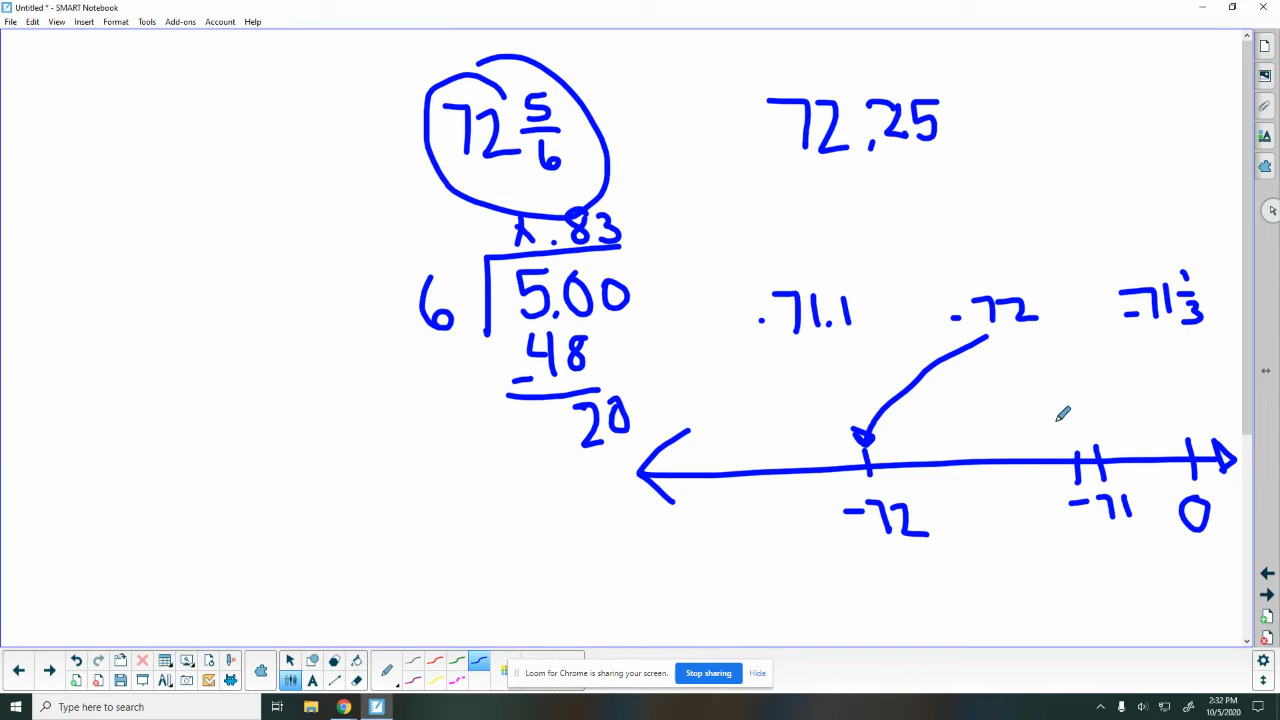 Untitled * - SMART Notebook
File Edit View Insert Format Tools Add-ons Account Help
72 5/6
72.25
x .83
6 5.00
-48
20
.71.1 -72 -71 1/3
-72 -71 0
Loom for Chrome is sharing your screen. Stop sharing Hide
Type here to search
2:32 PM
10/5/2020